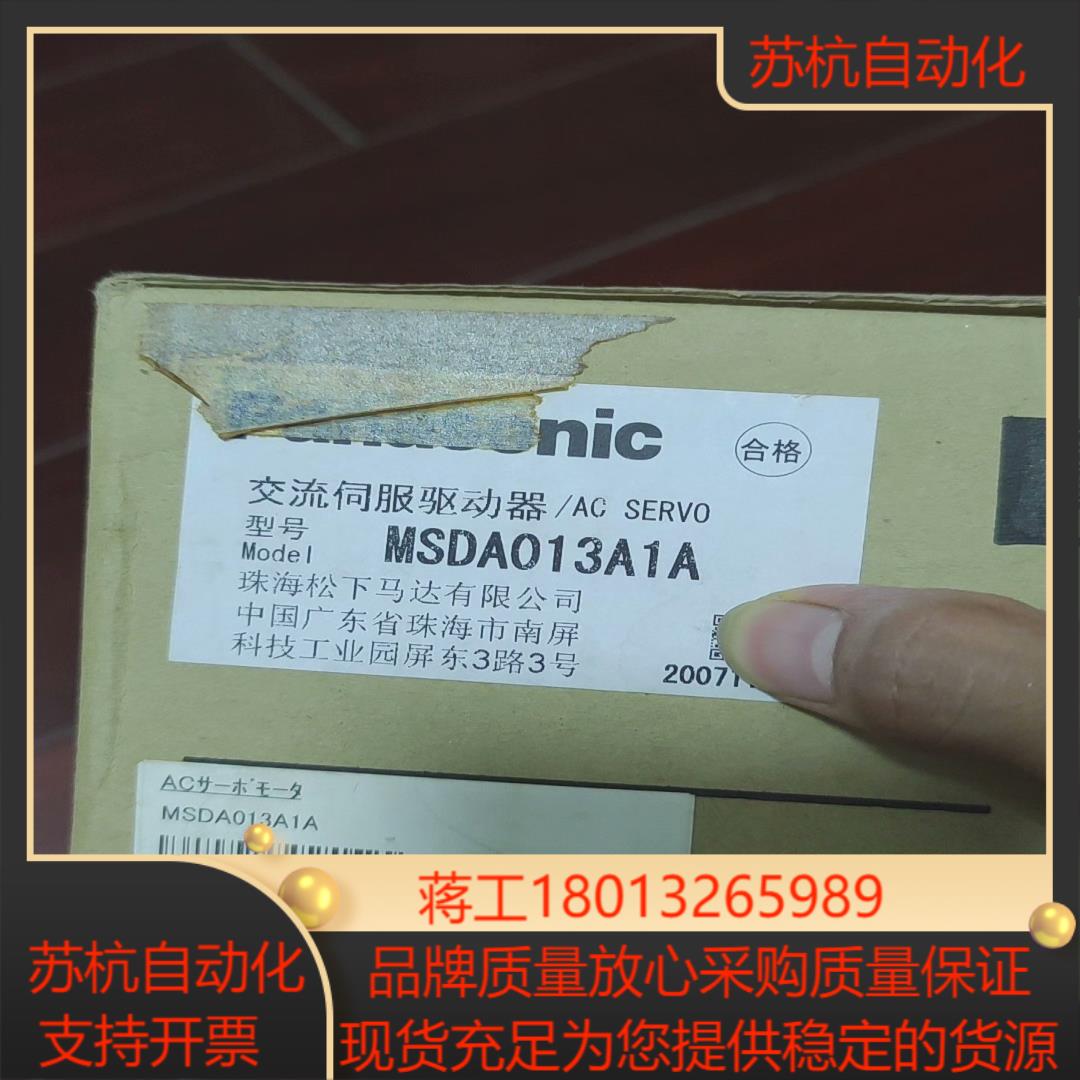 苏杭自动化
nic
合格
交流伺服驱动器/AC SERVO
型号
Model MSDA013A1A
珠海松下马达有限公司
中国广东省珠海市南屏
科技工业园屏东3路3号
20071
ACサーボモータ
MSDA013A1A
蒋工18013265989
苏杭自动化
支持开票
品牌质量放心采购质量保证
现货充足为您提供稳定的货源